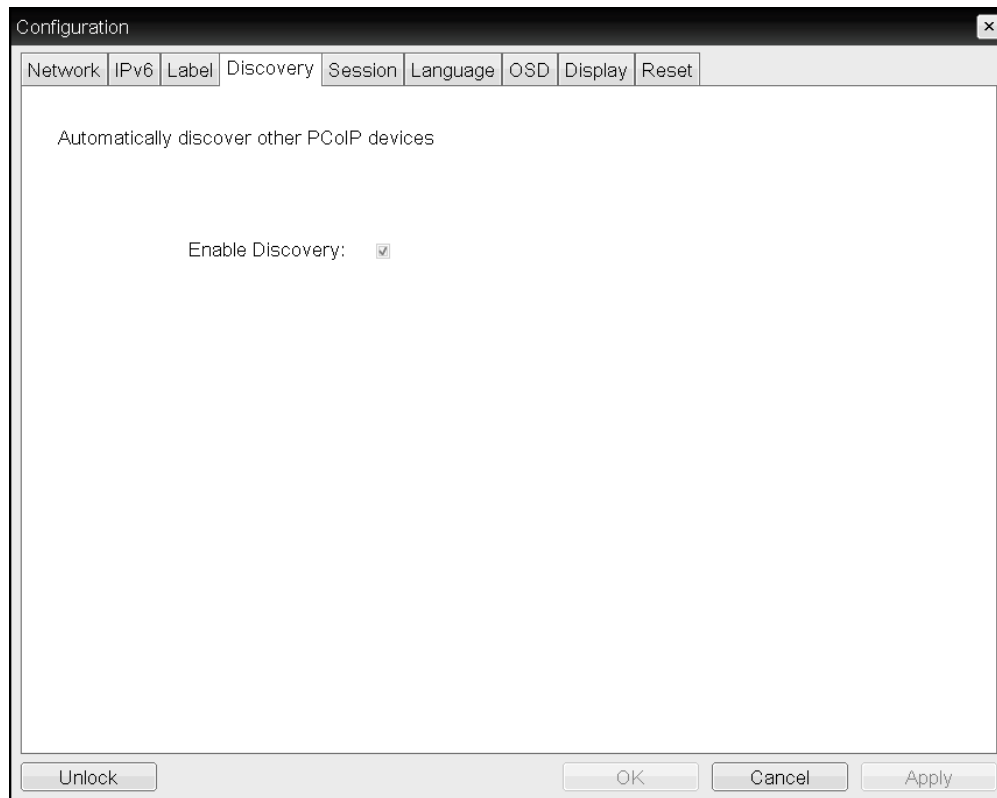 Configuration
Network IPv6 Label Discovery Session Language OSD Display Reset
Automatically discover other PCoIP devices
Enable Discovery:
Unlock OK Cancel Apply